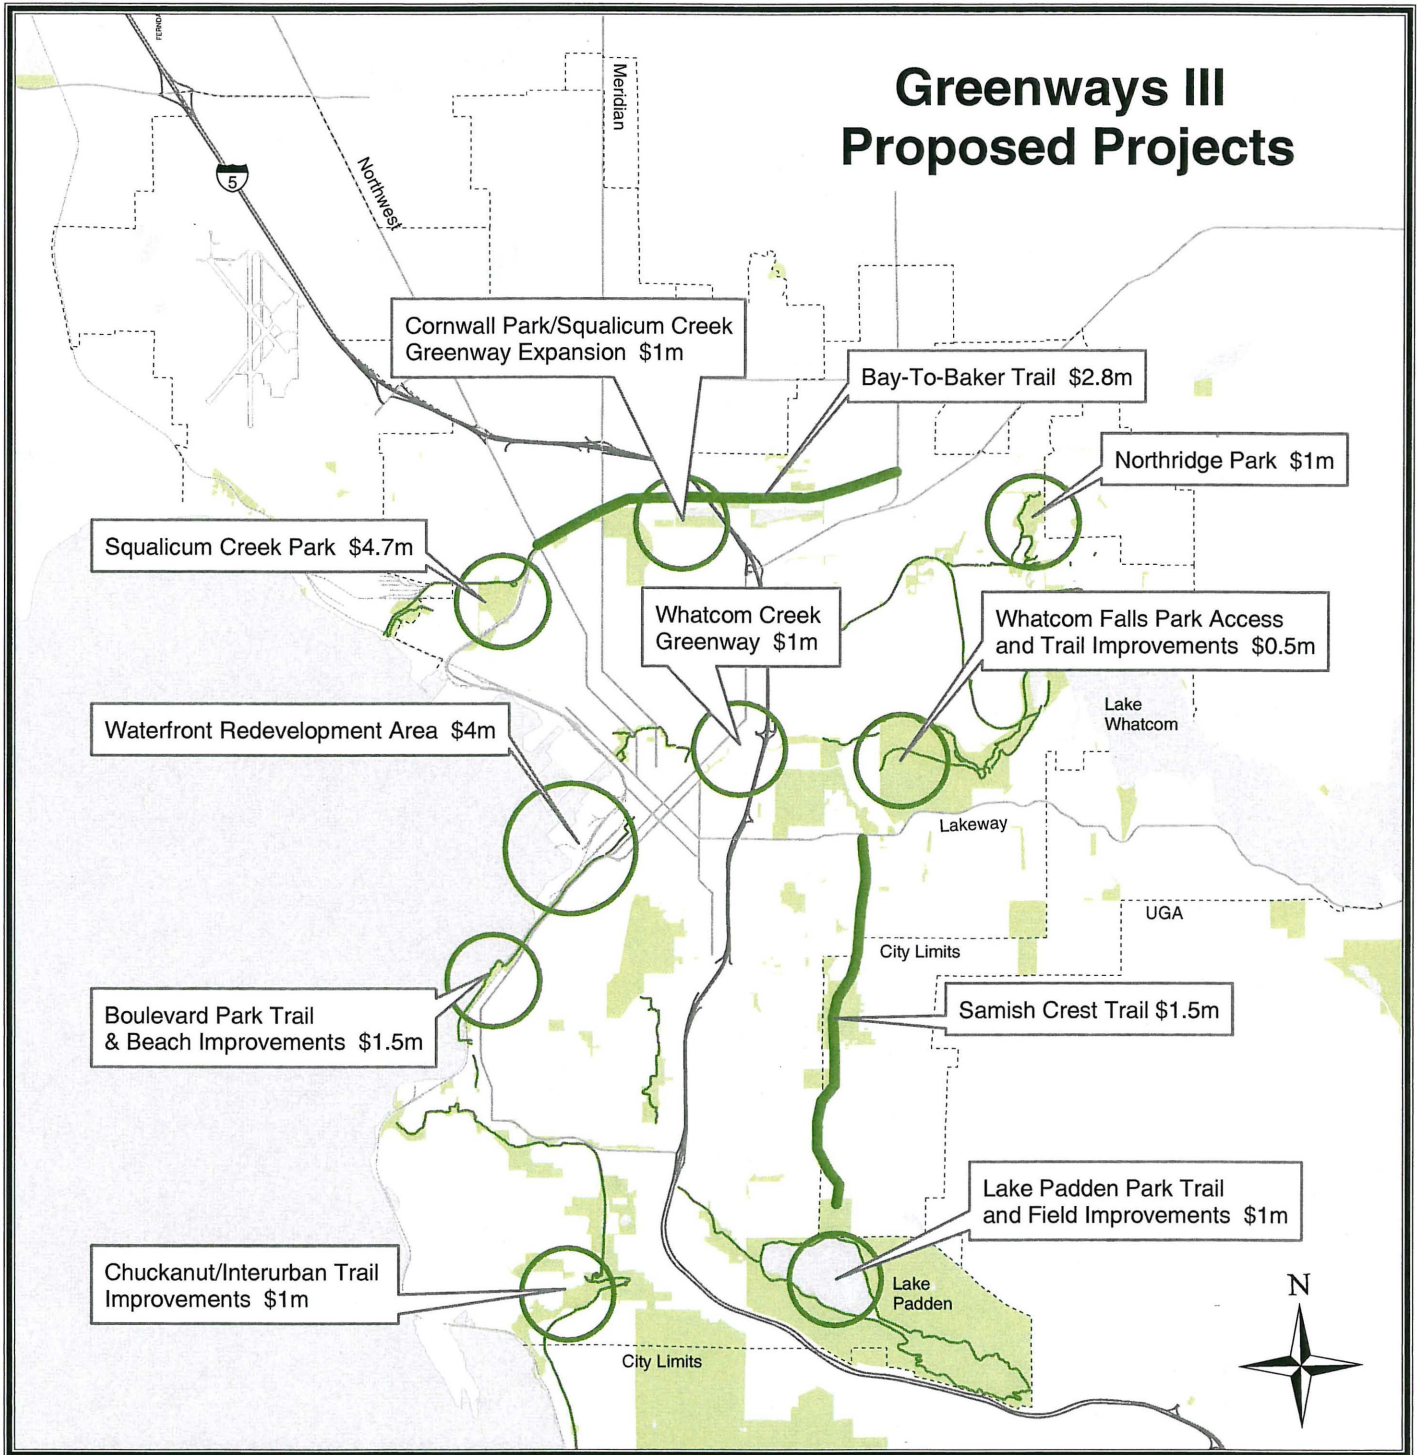 Greenways III
Proposed Projects
Meridian
Northwest
5
Cornwall Park/Squalicum Creek
Greenway Expansion $1m
Bay-To-Baker Trail $2.8m
Northridge Park $1m
Squalicum Creek Park $4.7m
Whatcom Creek
Greenway $1m
Whatcom Falls Park Access
and Trail Improvements $0.5m
Lake
Whatcom
Waterfront Redevelopment Area $4m
Lakeway
UGA
City Limits
Samish Crest Trail $1.5m
Boulevard Park Trail
& Beach Improvements $1.5m
Lake Padden Park Trail
and Field Improvements $1m
Lake
Padden
Chuckanut/Interurban Trail
Improvements $1m
City Limits
N